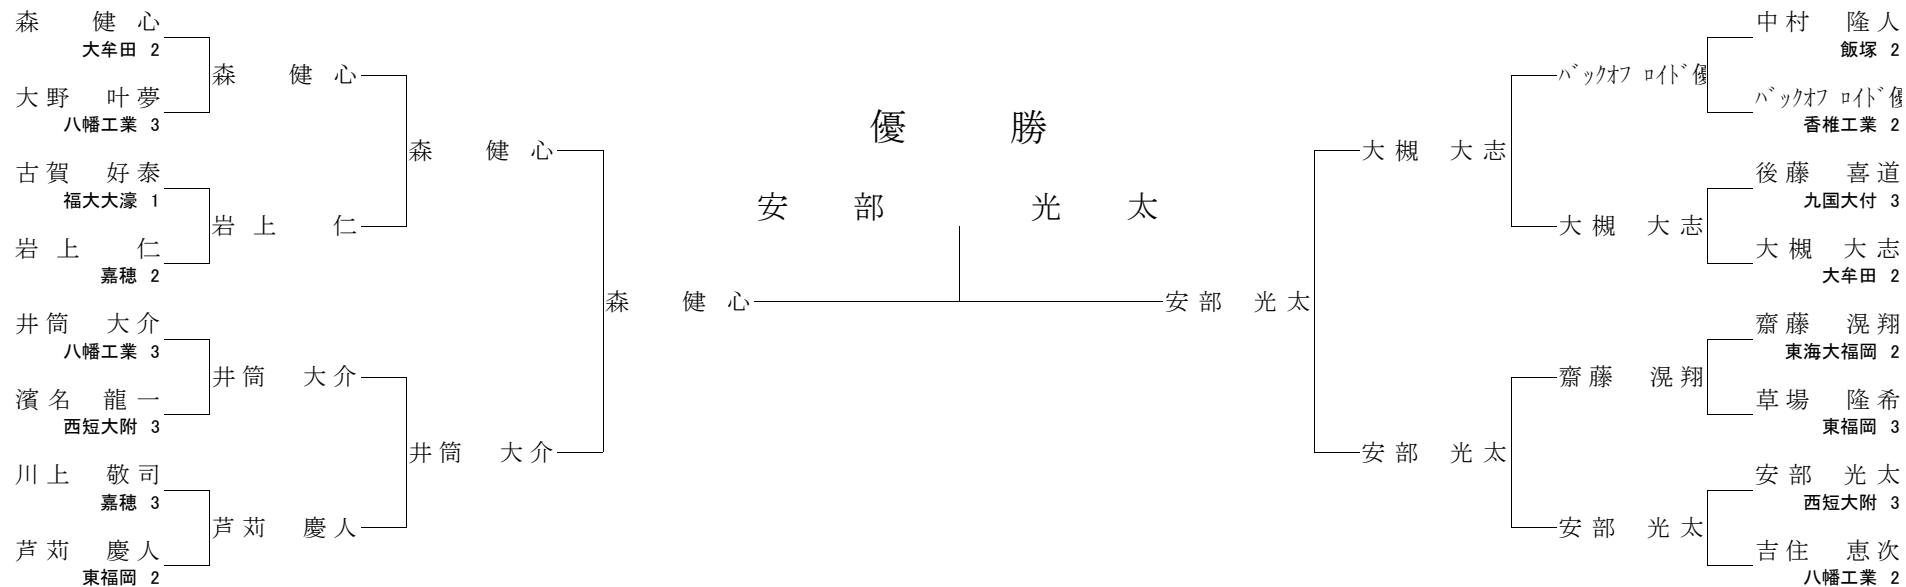 森 健心
大牟田 2
大野 叶夢
八幡工業 3
古賀 好泰
福大大濠 1
岩上 仁
嘉穂 2
井筒 大介
八幡工業 3
濱名 龍一
西短大附 3
川上 敬司
嘉穂 3
芦苅 慶人
東福岡 2
森 健心
岩上 仁
井筒 大介
芦苅 慶人
森 健心
井筒 大介
森 健心
優勝
安部 光太
安部 光太
大槻 大志
安部 光太
ﾊﾞｯｸｵﾌ ﾛｲﾄﾞ優
大槻 大志
齋藤 滉翔
安部 光太
中村 隆人
飯塚 2
ﾊﾞｯｸｵﾌ ﾛｲﾄﾞ優
香椎工業 2
後藤 喜道
九国大付 3
大槻 大志
大牟田 2
齋藤 滉翔
東海大福岡 2
草場 隆希
東福岡 3
安部 光太
西短大附 3
吉住 恵次
八幡工業 2